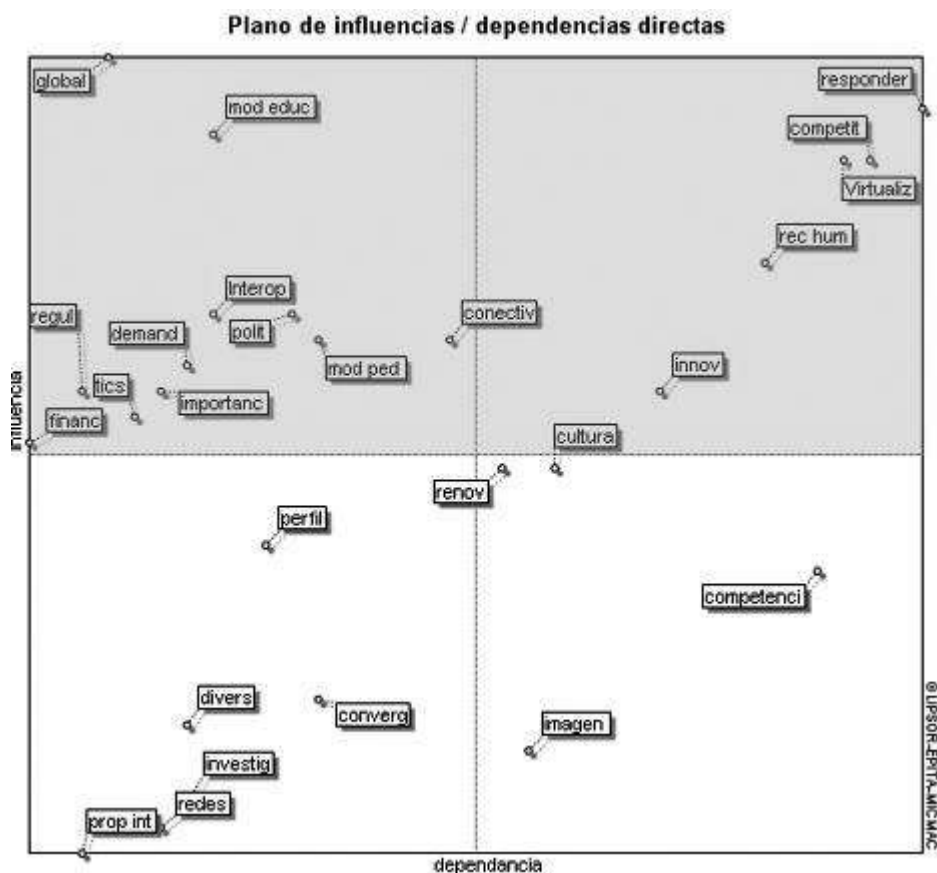 Plano de influencias / dependencias directas
global
responder
mod educ
competit
Virtualiz
rec hum
Interop
regul
conectiv
demand
polit
mod ped
innov
tics
importanc
financ
influencia
cultura
renov
perfil
competenci
divers
converg
imagen
investig
redes
prop int
dependancia
© LIPSOR-EPITA-MICMAC